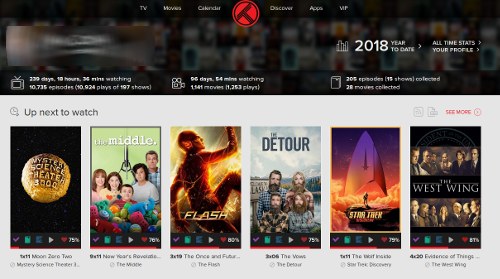 TV Movies Calendar Discover Apps VIP
2018 YEAR TO DATE >
ALL TIME STATS >
YOUR PROFILE >
239 days, 18 hours, 36 mins watching
10,735 episodes (10,924 plays of 197 shows)
96 days, 54 mins watching
1,141 movies (1,253 plays)
205 episodes (15 shows) collected
28 movies collected
Up next to watch
SEE MORE
MYSTERY
SCIENCE
THEATER
3000
75%
1x11 Moon Zero Two
Mystery Science Theater 3...
the middle.
76%
9x11 New Year's Revelatio...
The Middle
THE FLASH
80%
3x19 The Once and Futur...
The Flash
THE
DETOUR
75%
3x06 The Vows
The Detour
STAR TREK
DISCOVERY
79%
1x11 The Wolf Inside
Star Trek: Discovery
THE
WEST WING
81%
4x20 Evidence of Things ...
The West Wing